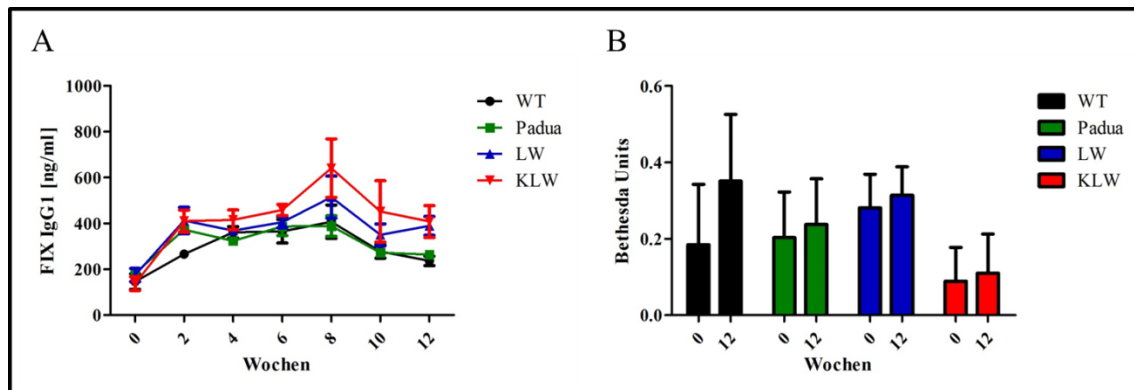 A
FIX IgG1 [ng/ml]
1000
800
600
400
200
0
0 2 4 6 8 10 12
Wochen
WT
Padua
LW
KLW
B
Bethesda Units
0.6
0.4
0.2
0.0
0 12 0 12 0 12 0 12
Wochen
WT
Padua
LW
KLW